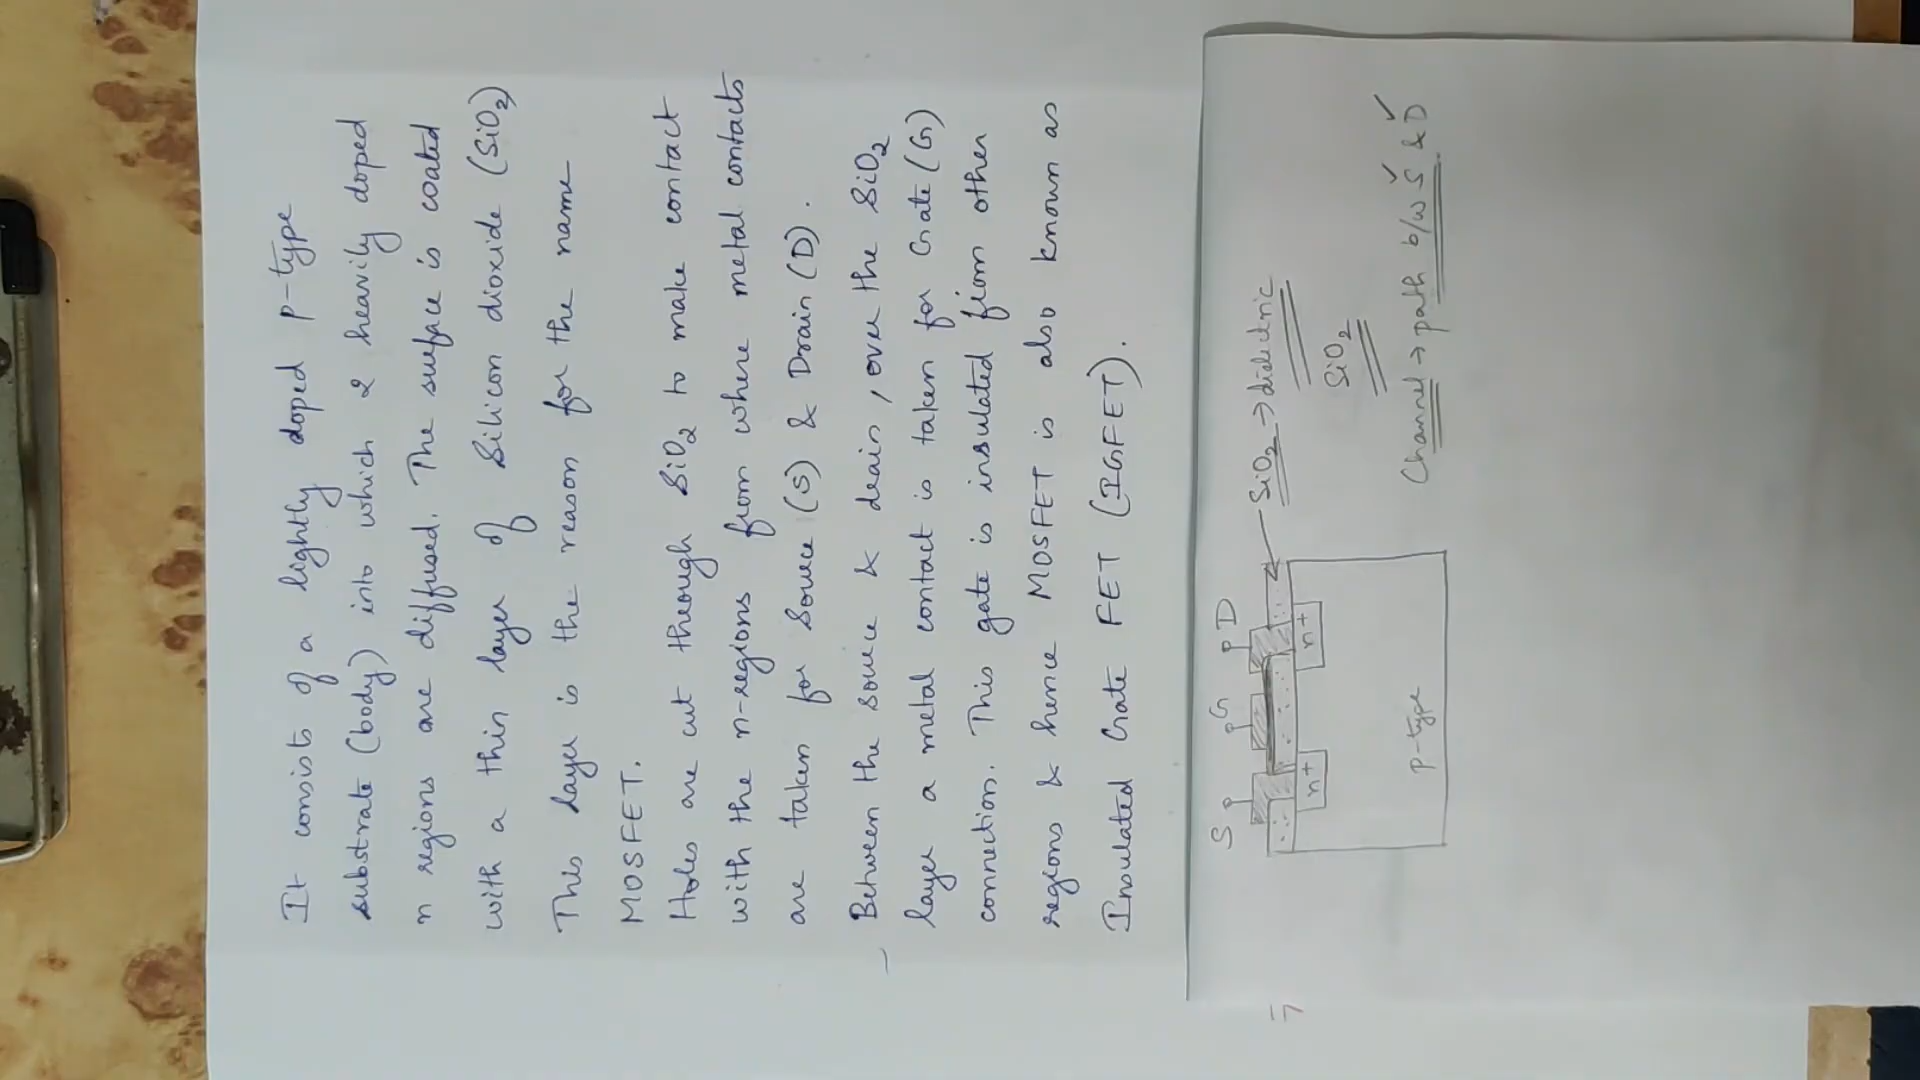 It consists of a lightly doped p-type
substrate (body) into which 2 heavily doped
n regions are diffused. The surface is coated
with a thin layer of Silicon dioxide (SiO2)
This layer is the reason for the name
MOSFET.
Holes are cut through SiO2 to make contact
with the n-regions from where metal contacts
are taken for Source (S) & Drain (D).
Between the source & drain, over the SiO2
layer a metal contact is taken for Gate (G)
connection. This gate is insulated from other
regions & hence MOSFET is also known as
Insulated Gate FET (IGFET).
S G D
SiO2 → dielectric
n+ n+
SiO2
p-type
Channel → path b/w S & D